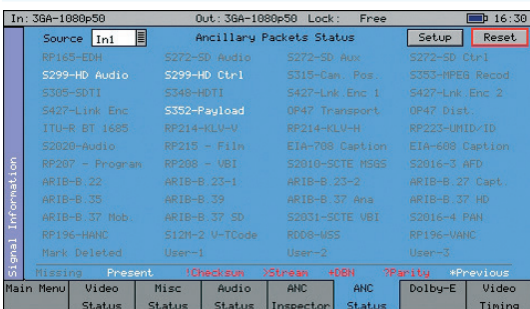 In: 3GA-1080p50 Out: 3GA-1080p50 Lock: Free 16:30
Source In1 Ancillary Packets Status Setup Reset
RP165-EDH S272-SD Audio S272-SD Aux S272-SD Ctrl
S299-HD Audio S299-HD Ctrl S315-Cam. Pos. S353-MPEG Recod
S305-SDTI S348-HDTI S427-Lnk Enc 1 S427-Lnk Enc 2
S427-Link Enc S352-Payload OP47 Transport OP47 Dist.
ITU-R BT 1685 RP214-KLV-V RP214-KLV-H RP223-UMID/ID
S2020-Audio RP215 - Film EIA-708 Caption EIA-608 Caption
RP207 - Program RP208 - VBI S2010-SCTE MSGS S2016-3 AFD
ARIB-B.22 ARIB-B.23-1 ARIB-B.23-2 ARIB-B.27 Capt.
ARIB-B.35 ARIB-B.39 ARIB-B.37 Ana ARIB-B.37 HD
ARIB-B.37 Mob. ARIB-B.37 SD S2031-SCTE VBI S2016-4 PAN
RP196-HANC S12M-2 V-TCode RDD8-WSS RP196-VANC
Mark Deleted User-1 User-2 User-3
Missing Present !Checksum >Stream +DBN ?Parity *Previous
Signal Information
Main Menu Video Status Misc Status Audio Status ANC Inspector ANC Status Dolby-E Video Timing